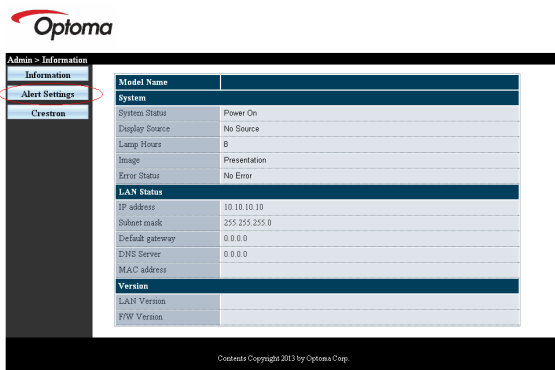 Optoma
Admin > Information
Information
Alert Settings
Crestron
Model Name
System
System Status Power On
Display Source No Source
Lamp Hours 8
Image Presentation
Error Status No Error
LAN Status
IP address 10.10.10.10
Subnet mask 255.255.255.0
Default gateway 0.0.0.0
DNS Server 0.0.0.0
MAC address
Version
LAN Version
F/W Version
Contents Copyright 2013 by Optoma Corp.